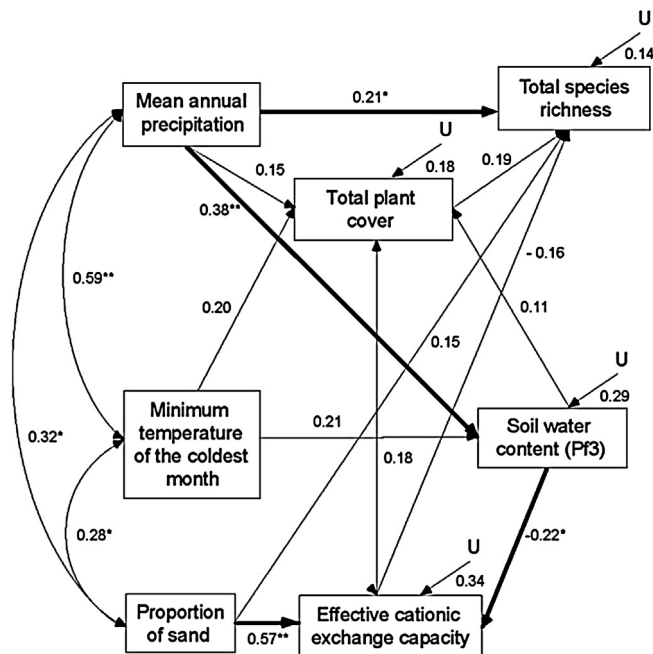 U
0.14
Mean annual
precipitation
0.21*
Total species
richness
U
0.18
0.15
0.19
Total plant
cover
0.38**
- 0.16
0.59**
0.20
0.11
0.15
U
0.29
Minimum
temperature
of the coldest
month
0.21
Soil water
content (Pf3)
0.32*
0.18
0.28*
-0.22*
U
0.34
Proportion
of sand
0.57**
Effective cationic
exchange capacity